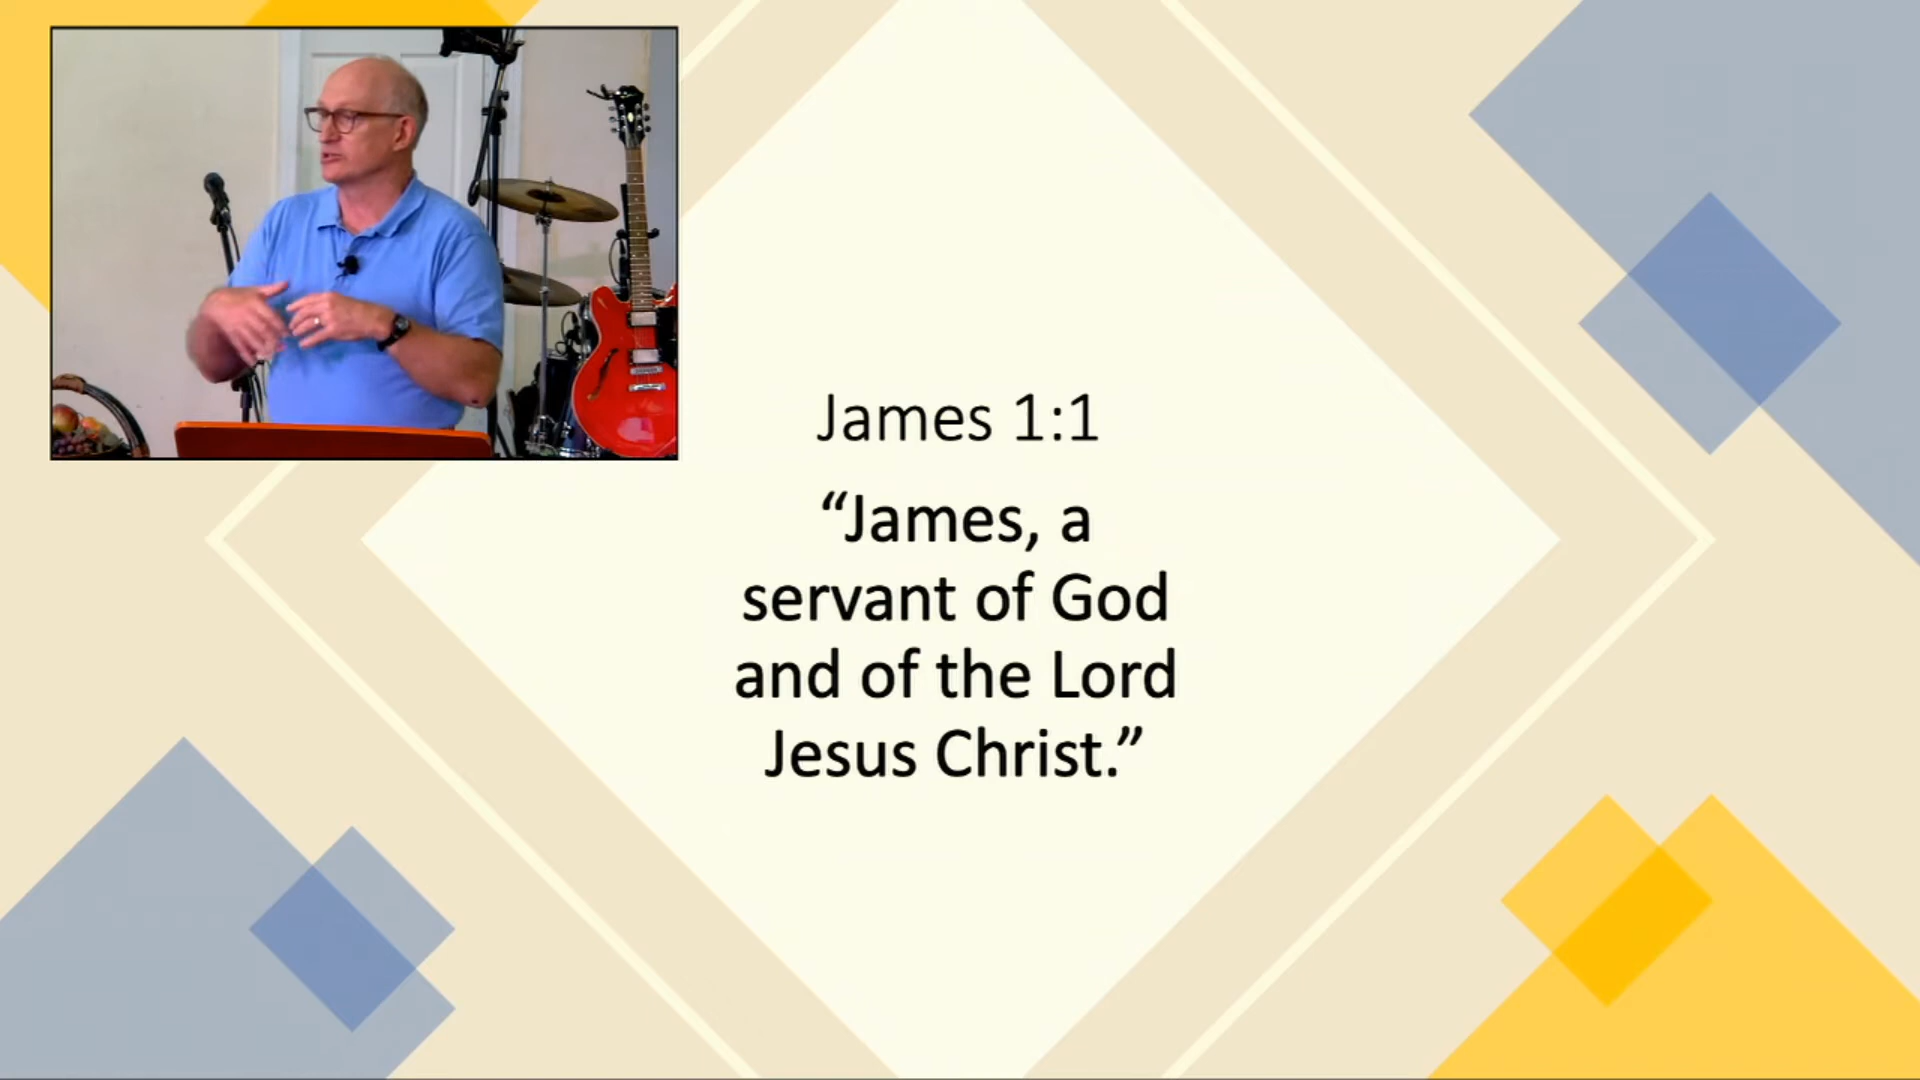 James 1:1
“James, a
servant of God
and of the Lord
Jesus Christ.”